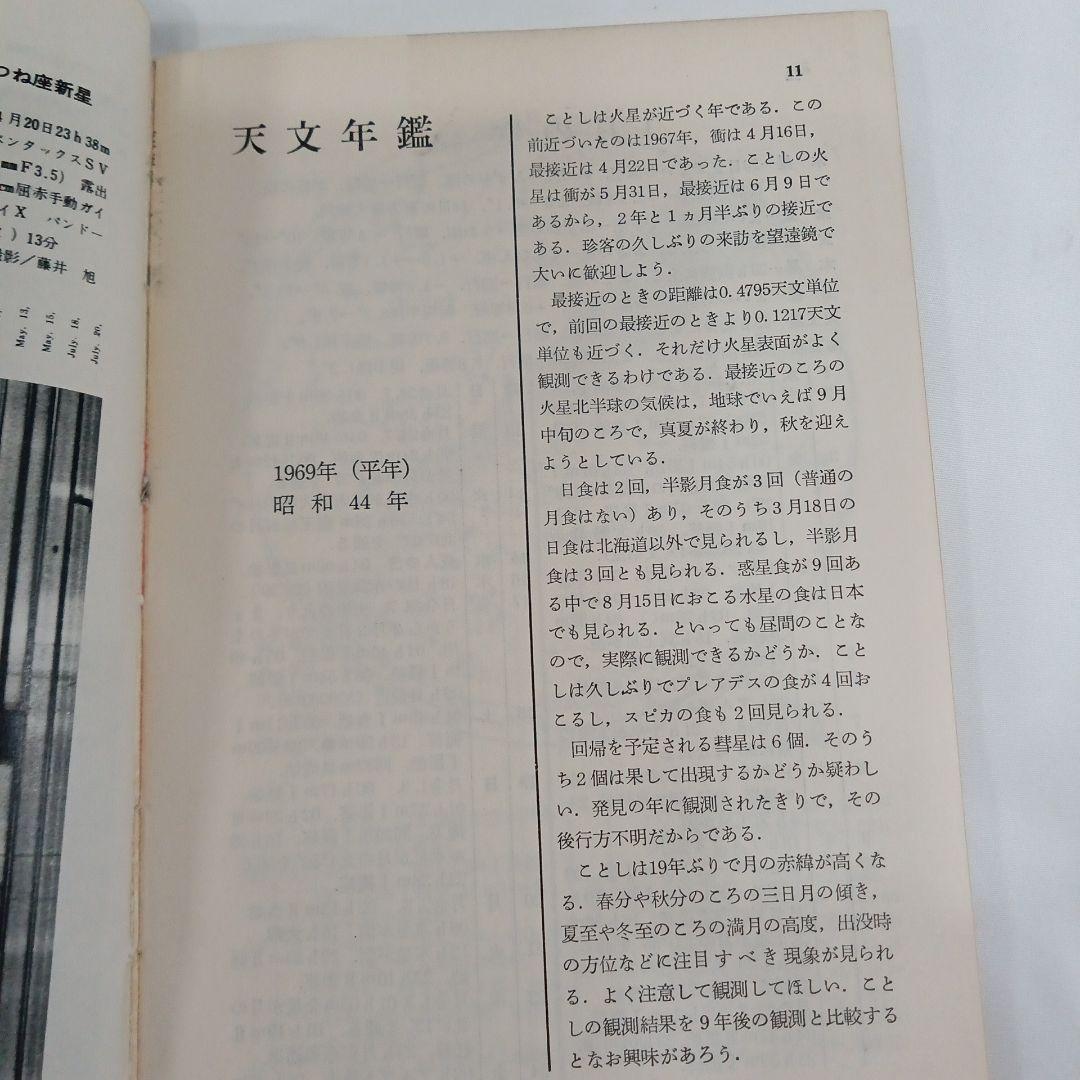 つね座新星
月20日23h38m
ンタックスSV
F3.5) 露出
屈赤手動ガイ
イX パンドー
)13分
影/藤井 旭
May. 13.
May. 15.
July. 18.
July. 20.
11
天文年鑑
1969年(平年)
昭和44年
ことしは火星が近づく年である.この
前近づいたのは1967年,衝は4月16日,
最接近は4月22日であった.ことしの火
星は衝が5月31日,最接近は6月9日で
あるから,2年と1ヵ月半ぶりの接近で
ある.珍客の久しぶりの来訪を望遠鏡で
大いに歓迎しよう.
最接近のときの距離は0.4795天文単位
で,前回の最接近のときより0.1217天文
単位も近づく.それだけ火星表面がよく
観測できるわけである.最接近のころの
火星北半球の気候は,地球でいえば9月
中旬のころで,真夏が終わり,秋を迎え
ようとしている.
日食は2回,半影月食が3回(普通の
月食はない)あり,そのうち3月18日の
日食は北海道以外で見られるし,半影月
食は3回とも見られる.惑星食が9回あ
る中で8月15日におこる水星の食は日本
でも見られる.といっても昼間のことな
ので,実際に観測できるかどうか.こと
しは久しぶりでプレアデスの食が4回お
こるし,スピカの食も2回見られる.
回帰を予定される彗星は6個.そのう
ち2個は果して出現するかどうか疑わし
い.発見の年に観測されたきりで,その
後行方不明だからである.
ことしは19年ぶりで月の赤緯が高くな
る.春分や秋分のころの三日月の傾き,
夏至や冬至のころの満月の高度,出没時
の方位などに注目すべき現象が見られ
る.よく注意して観測してほしい.こと
しの観測結果を9年後の観測と比較する
となお興味があろう.